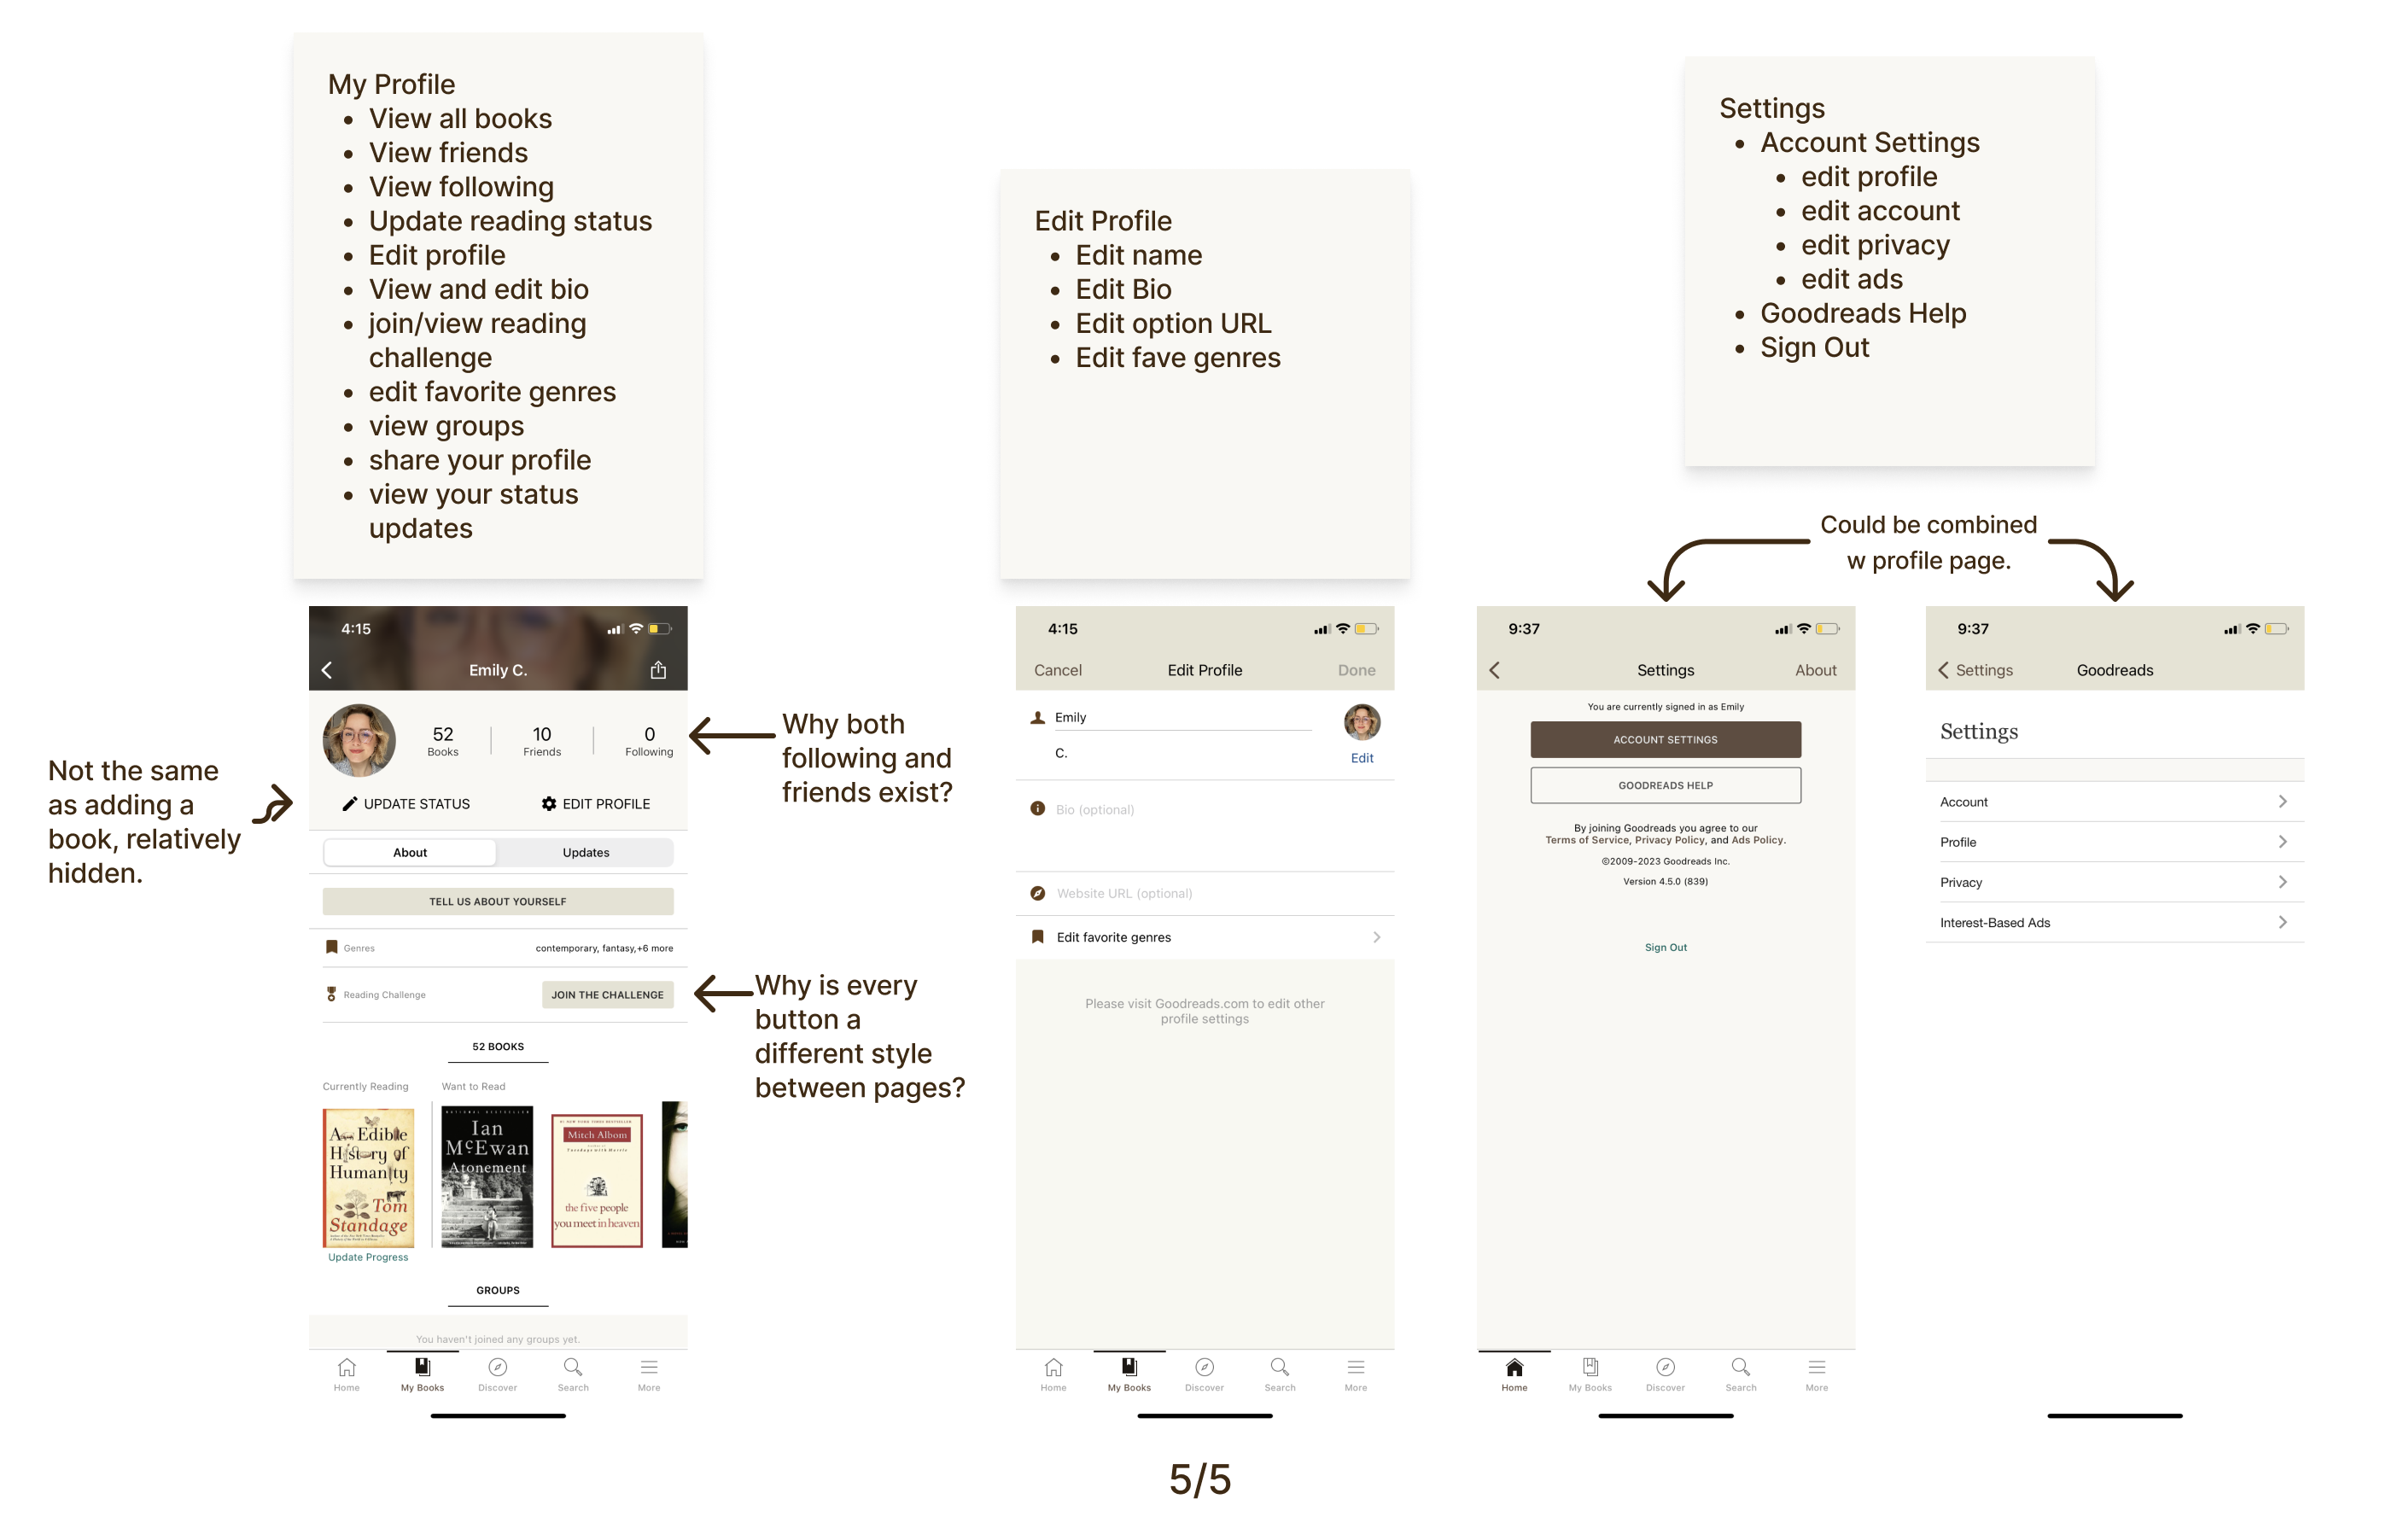 My Profile
View all books
View friends
View following
Update reading status
Edit profile
View and edit bio
join/view reading
challenge
edit favorite genres
view groups
share your profile
view your status
updates
Edit Profile
Edit name
Edit Bio
Edit option URL
Edit fave genres
Settings
Account Settings
edit profile
edit account
edit privacy
edit ads
Goodreads Help
Sign Out
Could be combined
w profile page.
Not the same
as adding a
book, relatively
hidden.
4:15
Emily C.
52
Books
10
Friends
0
Following
UPDATE STATUS
EDIT PROFILE
About
Updates
TELL US ABOUT YOURSELF
Genres
contemporary, fantasy,+6 more
Reading Challenge
JOIN THE CHALLENGE
52 BOOKS
Currently Reading
Want to Read
An Edible
History of
Humanity
Tom
Standage
NATIONAL BESTSELLER
Ian
McEwan
Atonement
#1 NEW YORK TIMES BESTSELLER
Mitch Albom
Tuesdays with Morrie
the five people
you meet in heaven
Update Progress
GROUPS
You haven't joined any groups yet.
Home
My Books
Discover
Search
More
Why both
following and
friends exist?
Why is every
button a
different style
between pages?
4:15
Cancel
Edit Profile
Done
Emily
C.
Edit
Bio (optional)
Website URL (optional)
Edit favorite genres
Please visit Goodreads.com to edit other
profile settings
Home
My Books
Discover
Search
More
9:37
Settings
About
You are currently signed in as Emily
ACCOUNT SETTINGS
GOODREADS HELP
By joining Goodreads you agree to our
Terms of Service, Privacy Policy, and Ads Policy.
©2009-2023 Goodreads Inc.
Version 4.5.0 (839)
Sign Out
Home
My Books
Discover
Search
More
9:37
Settings
Goodreads
Settings
Account
Profile
Privacy
Interest-Based Ads
5/5